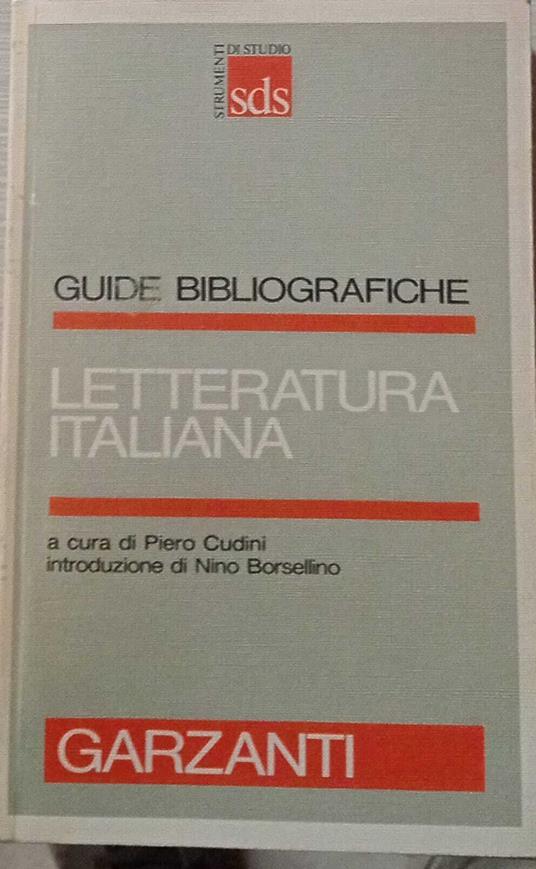 STRUMENTI
DI STUDIO
sds
GUIDE BIBLIOGRAFICHE
LETTERATURA
ITALIANA
a cura di Piero Cudini
introduzione di Nino Borsellino
GARZANTI